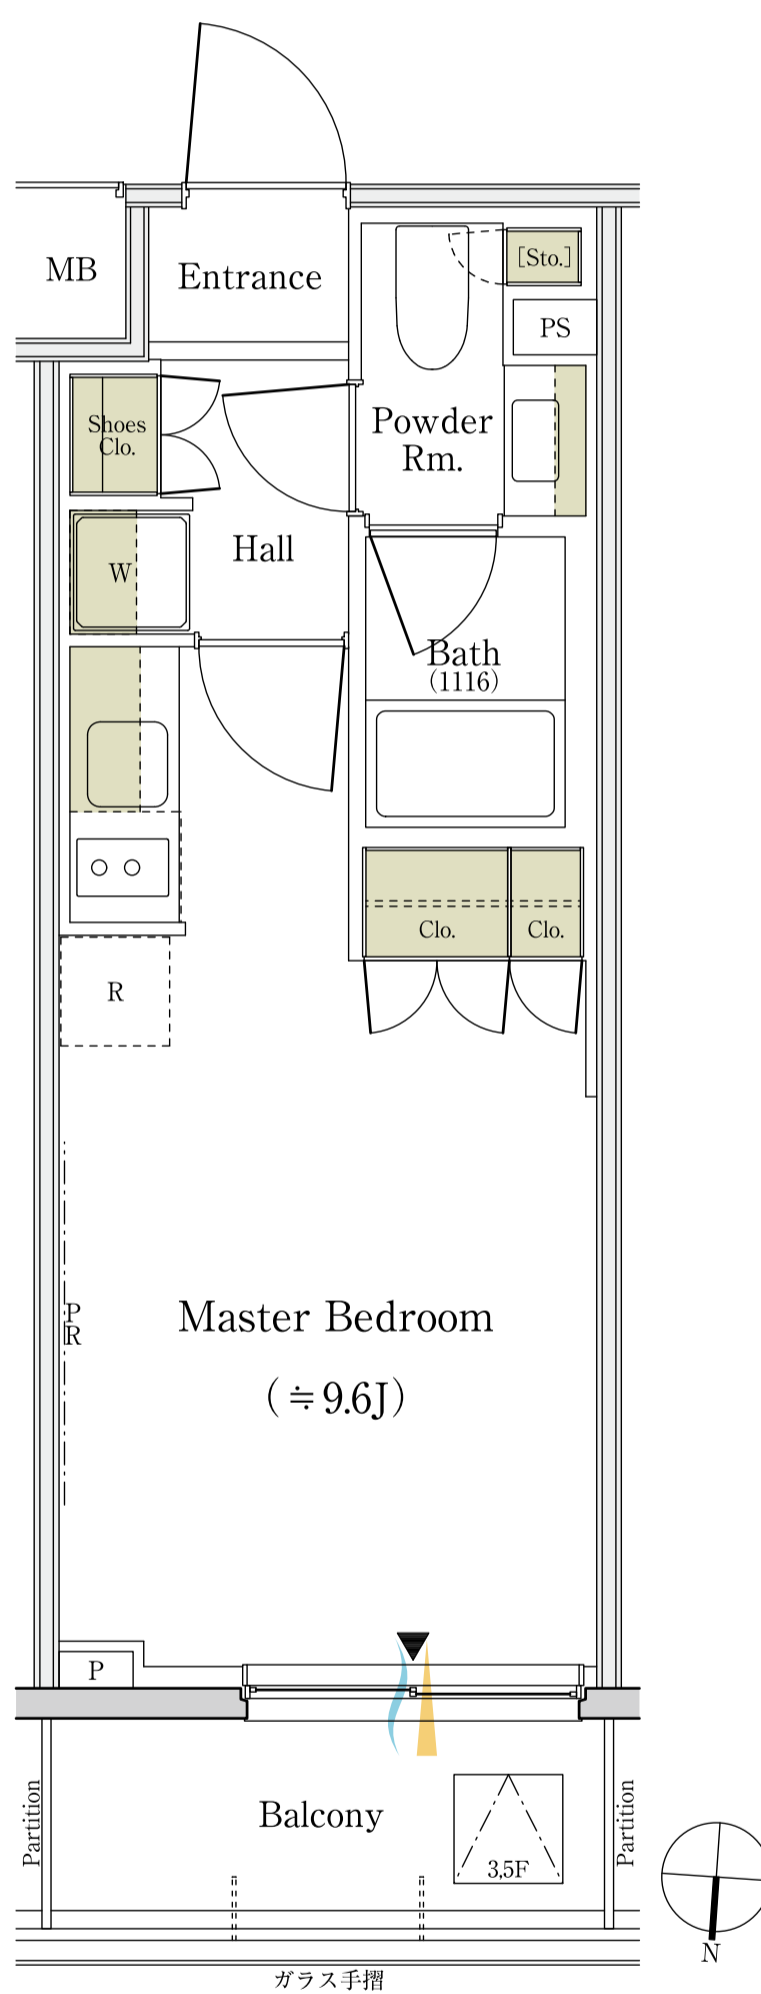 MB
Entrance
[Sto.]
PS
Shoes
Clo.
Powder
Rm.
Hall
W
Bath
(1116)
Clo.
Clo.
R
P
R
Master Bedroom
(≒9.6J)
P
Partition
Balcony
3,5F
Partition
N
ガラス手摺